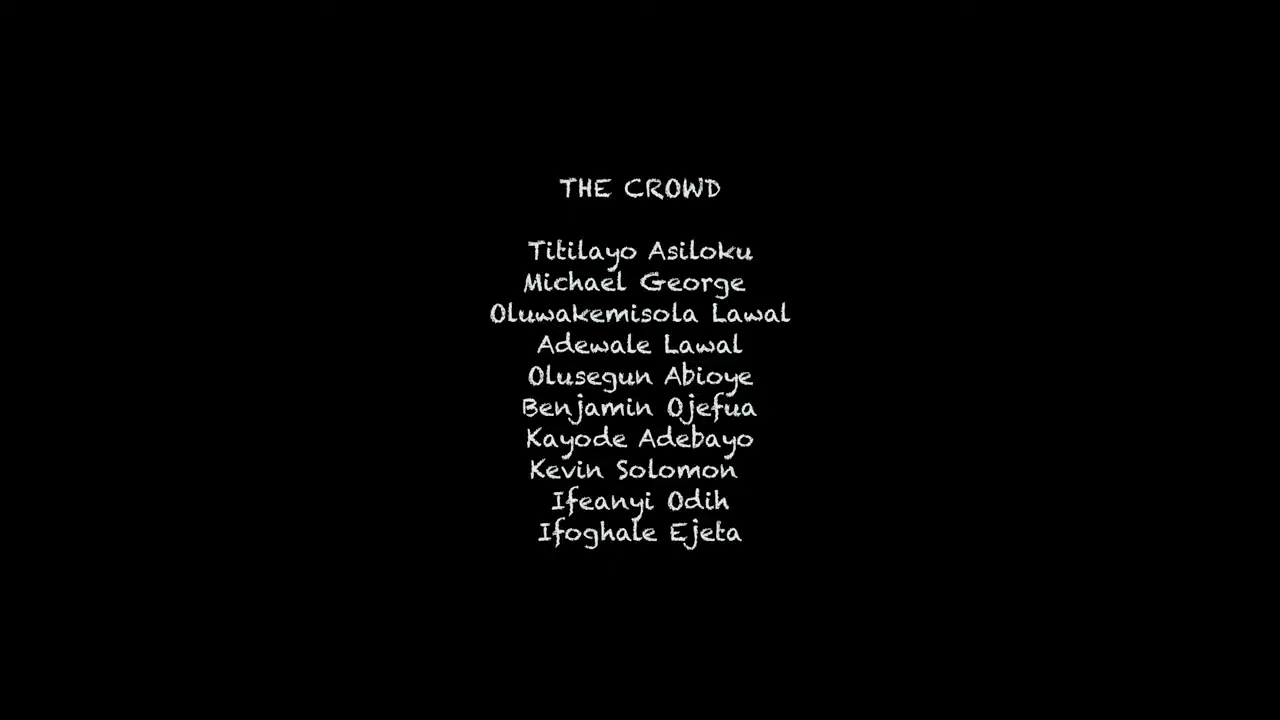 THE CROWD
Titilayo Asiloku
Michael George
Oluwakemisola Lawal
Adewale Lawal
Olusegun Abioye
Benjamin Ojefua
Kayode Adebayo
Kevin Solomon
Ifeanyi Odih
Ifoghale Ejeta